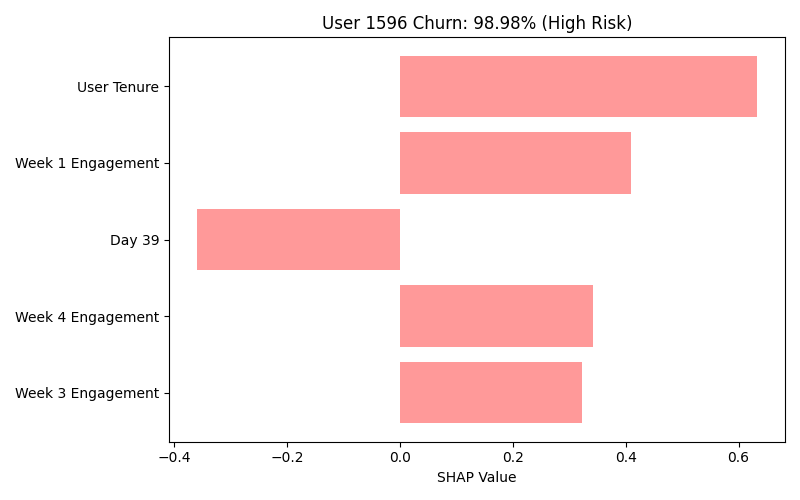 User 1596 Churn: 98.98% (High Risk)
User Tenure
Week 1 Engagement
Day 39
Week 4 Engagement
Week 3 Engagement
−0.4 −0.2 0.0 0.2 0.4 0.6
SHAP Value